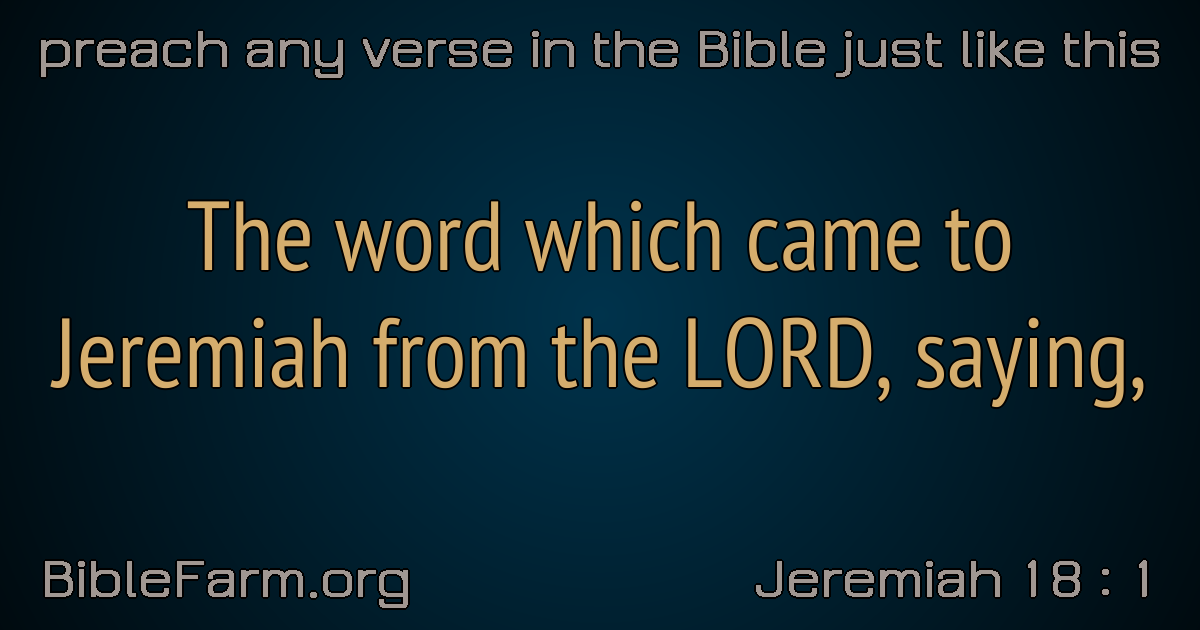 preach any verse in the Bible just like this
The word which came to
Jeremiah from the LORD, saying,
BibleFarm.org
Jeremiah 18 : 1